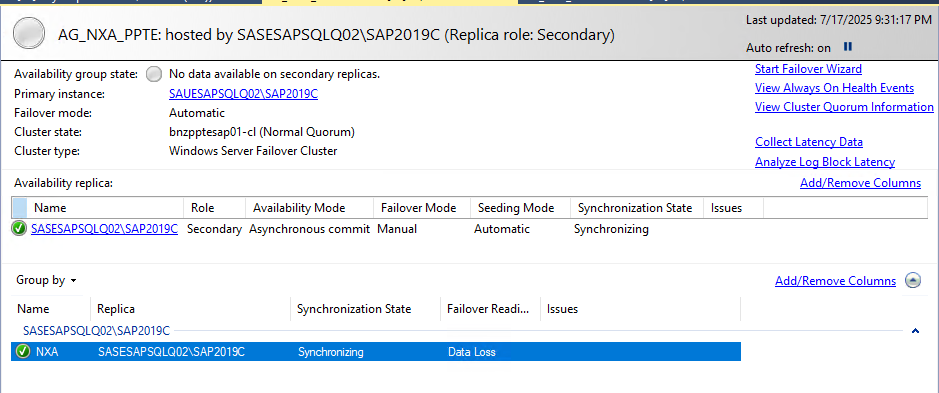 Last updated: 7/17/2025 9:31:17 PM
AG_NXA_PPTE: hosted by SASESAPSQLQ02\SAP2019C (Replica role: Secondary)
Auto refresh: on
Availability group state: No data available on secondary replicas.
Start Failover Wizard
Primary instance: SAUESAPSQLQ02\SAP2019C
View Always On Health Events
Failover mode: Automatic
View Cluster Quorum Information
Cluster state: bnzpptesap01-cl (Normal Quorum)
Cluster type: Windows Server Failover Cluster
Collect Latency Data
Analyze Log Block Latency
Availability replica:
Add/Remove Columns
Name Role Availability Mode Failover Mode Seeding Mode Synchronization State Issues
SASESAPSQLQ02\SAP2019C Secondary Asynchronous commit Manual Automatic Synchronizing
Group by
Add/Remove Columns
Name Replica Synchronization State Failover Readi... Issues
SASESAPSQLQ02\SAP2019C
NXA SASESAPSQLQ02\SAP2019C Synchronizing Data Loss